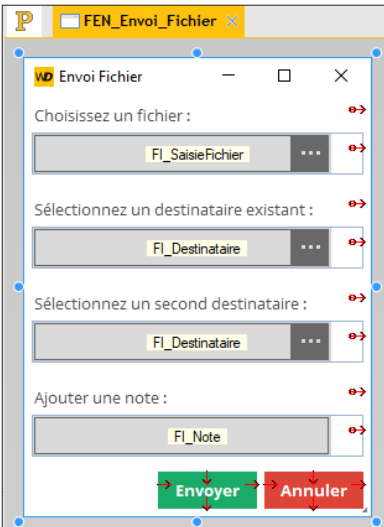 P FEN_Envoi_Fichier ×
WD Envoi Fichier
Choisissez un fichier :
FI_SaisieFichier ...
Sélectionnez un destinataire existant :
FI_Destinataire ...
Sélectionnez un second destinataire :
FI_Destinataire ...
Ajouter une note :
FI_Note
Envoyer Annuler